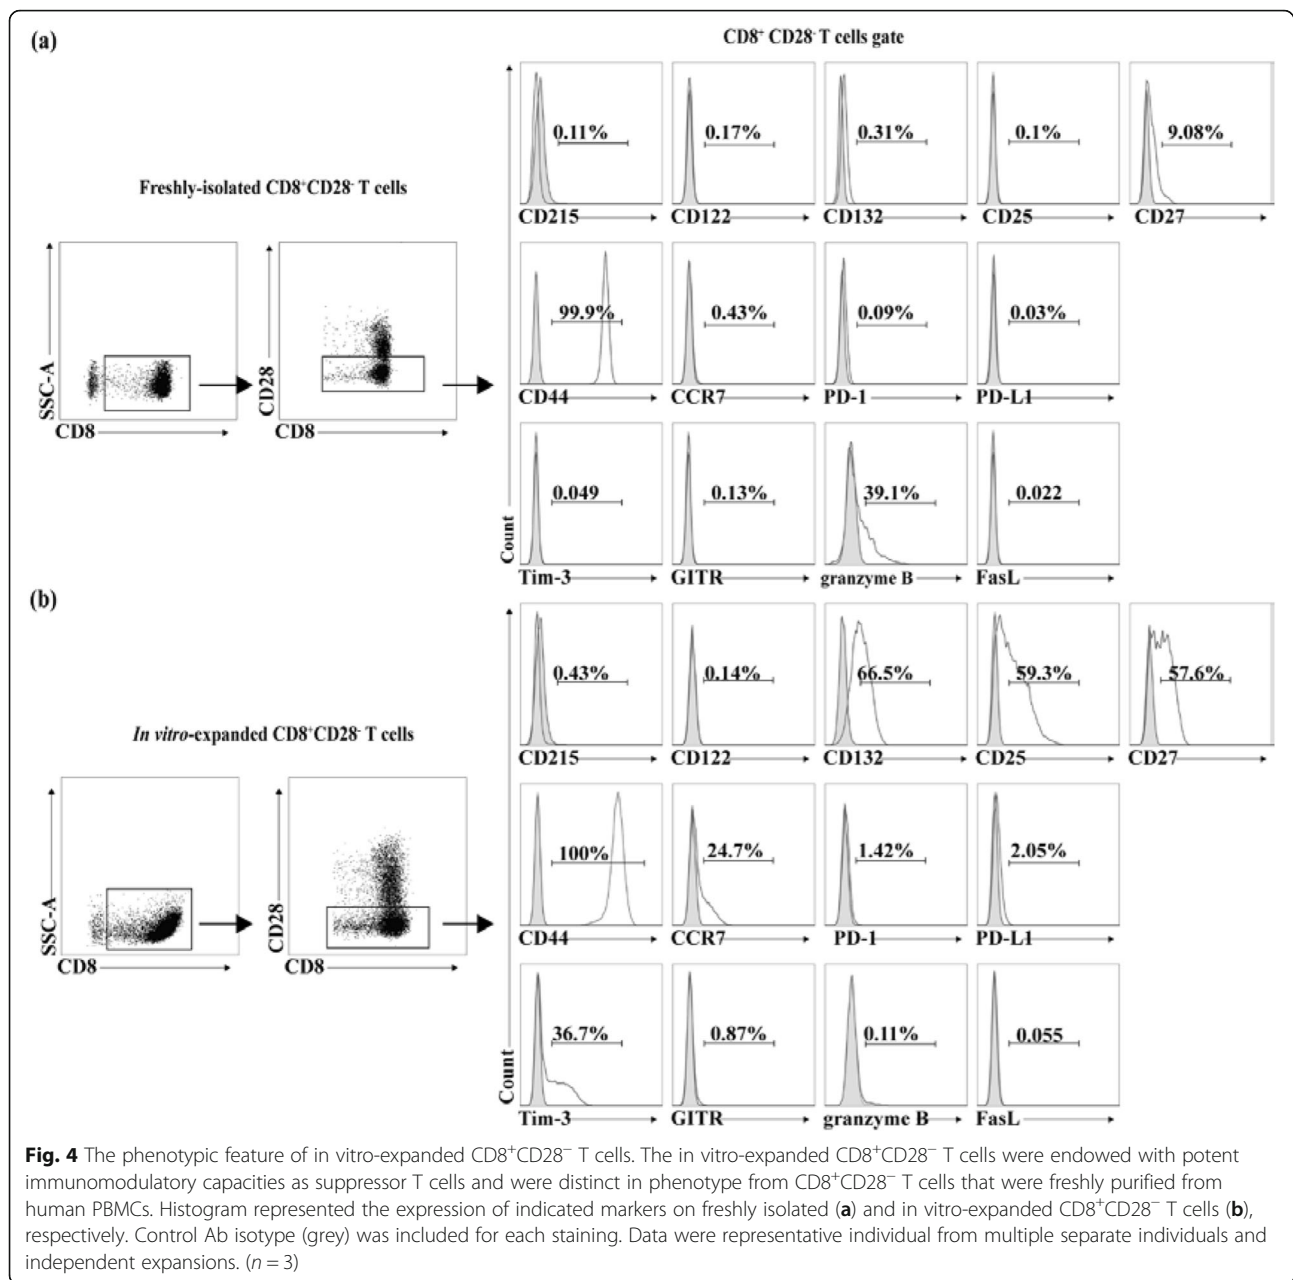 (a)
CD8⁺ CD28⁻ T cells gate
Freshly-isolated CD8⁺CD28⁻ T cells
SSC-A
CD8
CD28
CD8
0.11%
0.17%
0.31%
0.1%
9.08%
CD215
CD122
CD132
CD25
CD27
99.9%
0.43%
0.09%
0.03%
CD44
CCR7
PD-1
PD-L1
0.049
0.13%
39.1%
0.022
Count
Tim-3
GITR
granzyme B
FasL
(b)
In vitro-expanded CD8⁺CD28⁻ T cells
SSC-A
CD8
CD28
CD8
0.43%
0.14%
66.5%
59.3%
57.6%
CD215
CD122
CD132
CD25
CD27
100%
24.7%
1.42%
2.05%
CD44
CCR7
PD-1
PD-L1
36.7%
0.87%
0.11%
0.055
Count
Tim-3
GITR
granzyme B
FasL
Fig. 4 The phenotypic feature of in vitro-expanded CD8⁺CD28⁻ T cells. The in vitro-expanded CD8⁺CD28⁻ T cells were endowed with potent
immunomodulatory capacities as suppressor T cells and were distinct in phenotype from CD8⁺CD28⁻ T cells that were freshly purified from
human PBMCs. Histogram represented the expression of indicated markers on freshly isolated (a) and in vitro-expanded CD8⁺CD28⁻ T cells (b),
respectively. Control Ab isotype (grey) was included for each staining. Data were representative individual from multiple separate individuals and
independent expansions. (n = 3)